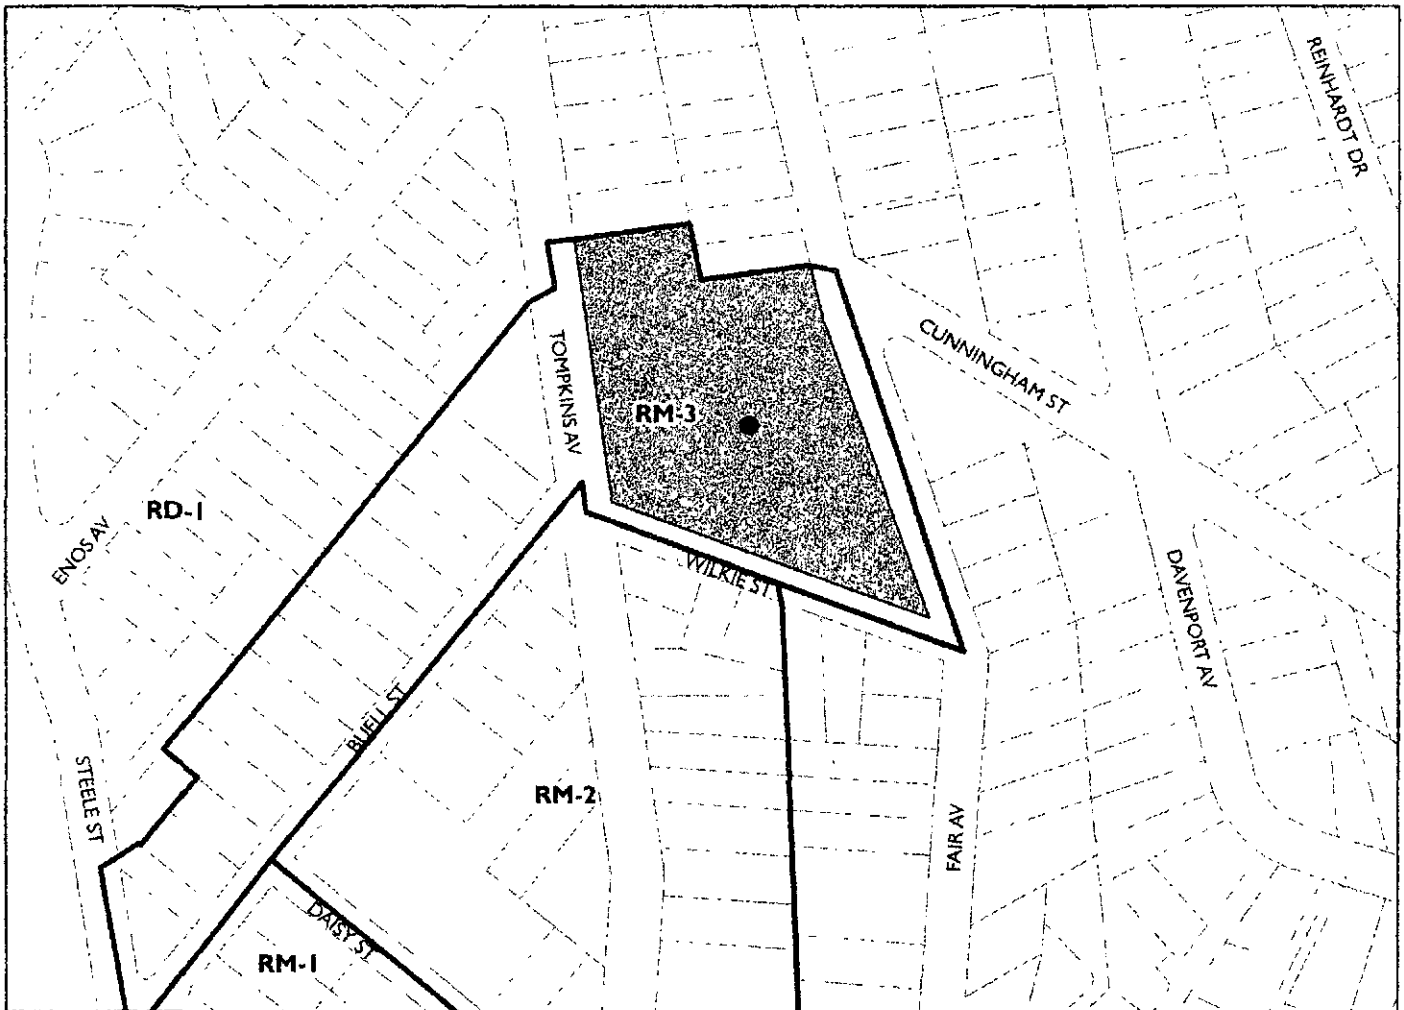 REINHARDT DR
CUNNINGHAM ST
TOMPKINS AV
RM-3
RD-1
ENOS AV
WILKIE ST
DAVENPORT AV
BUELL ST
STEELE ST
RM-2
FAIR AV
DAISY ST
RM-1